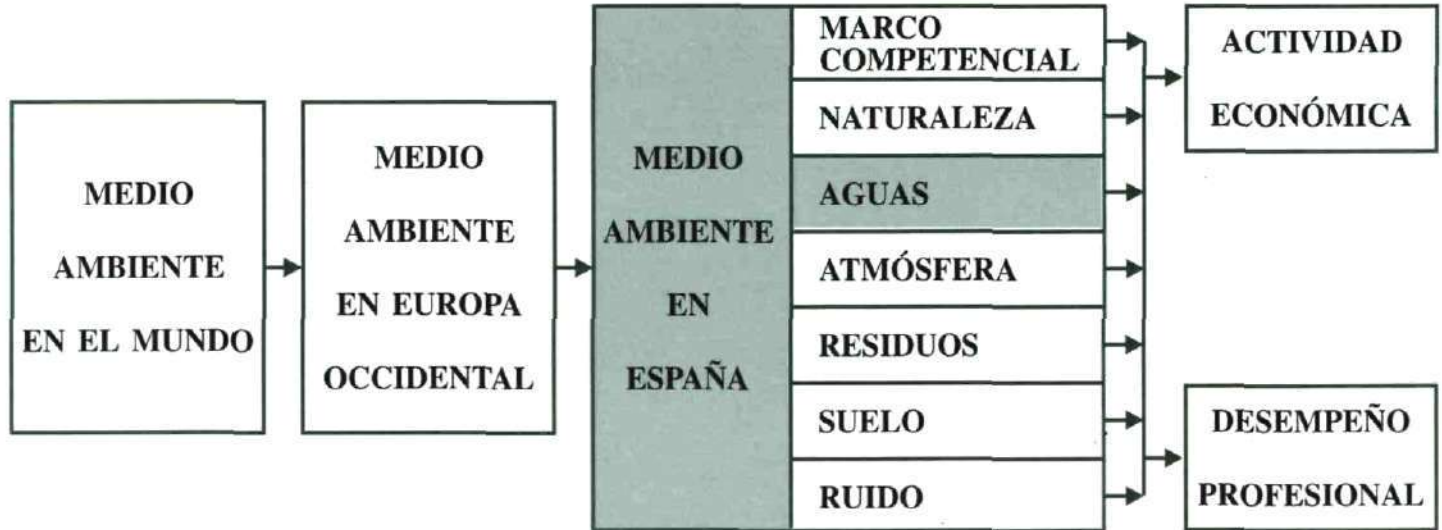 MEDIO
AMBIENTE
EN EL MUNDO
MEDIO
AMBIENTE
EN EUROPA
OCCIDENTAL
MEDIO
AMBIENTE
EN
ESPAÑA
MARCO
COMPETENCIAL
NATURALEZA
AGUAS
ATMÓSFERA
RESIDUOS
SUELO
RUIDO
ACTIVIDAD
ECONÓMICA
DESEMPEÑO
PROFESIONAL